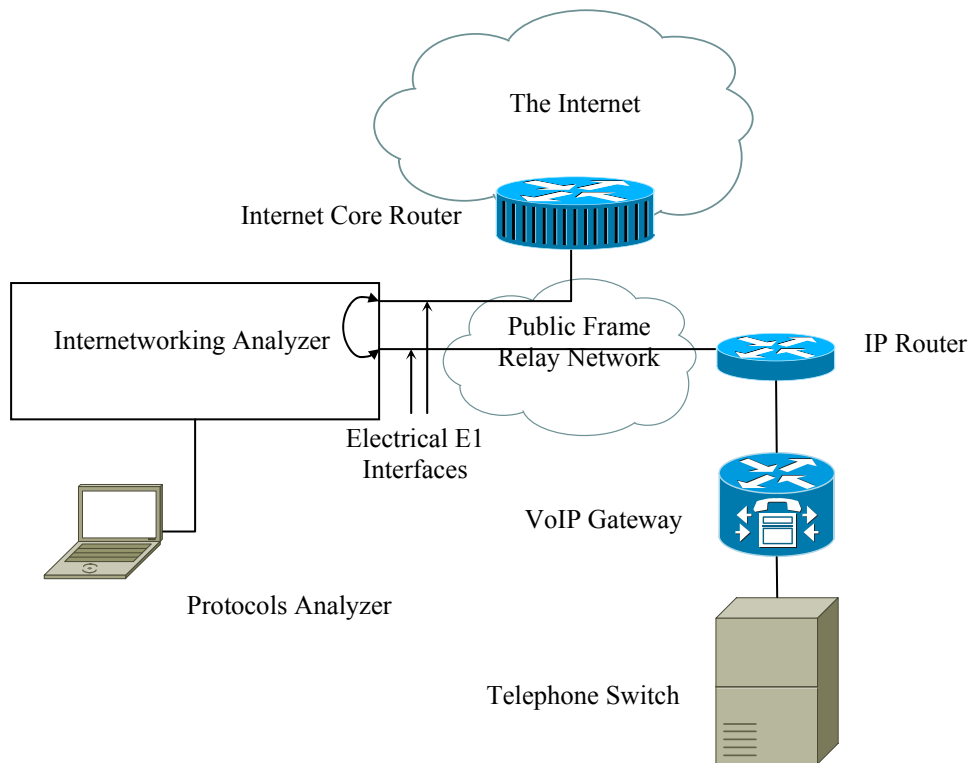 The Internet
Internet Core Router
Internetworking Analyzer
Public Frame
Relay Network
IP Router
Electrical E1
Interfaces
VoIP Gateway
Protocols Analyzer
Telephone Switch